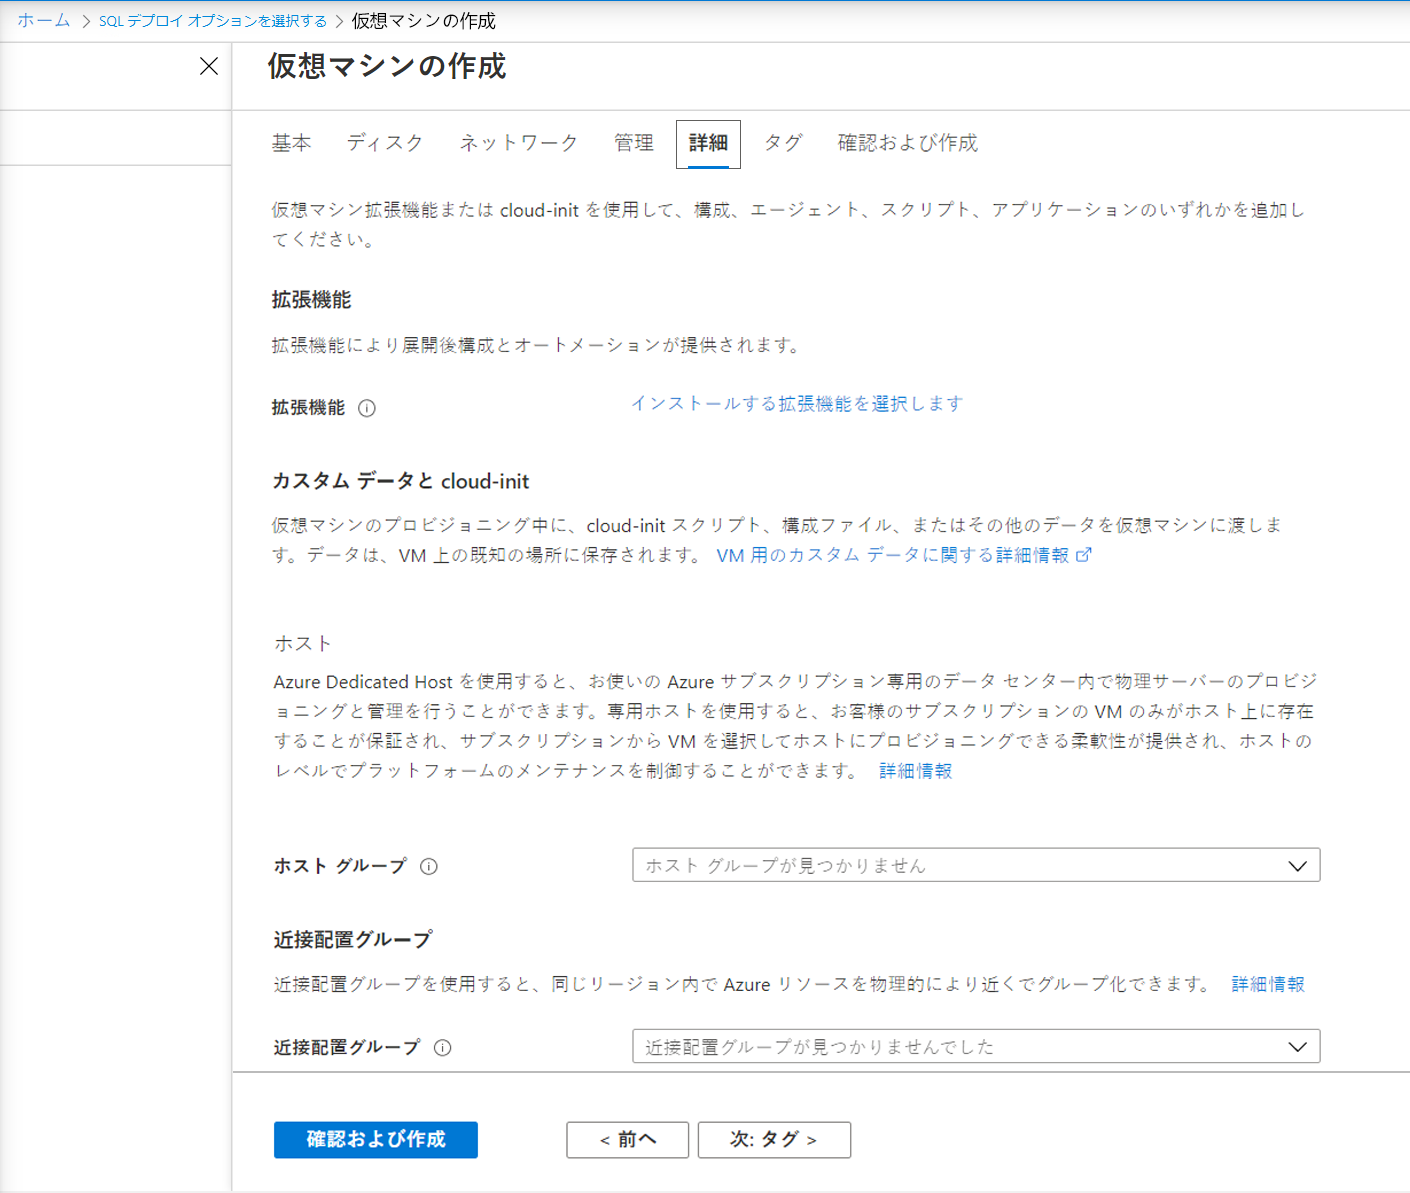 ホーム > SQL デプロイ オプションを選択する > 仮想マシンの作成
仮想マシンの作成
基本 ディスク ネットワーク 管理 詳細 タグ 確認および作成
仮想マシン拡張機能または cloud-init を使用して、構成、エージェント、スクリプト、アプリケーションのいずれかを追加し
てください。
拡張機能
拡張機能により展開後構成とオートメーションが提供されます。
拡張機能 インストールする拡張機能を選択します
カスタム データと cloud-init
仮想マシンのプロビジョニング中に、cloud-init スクリプト、構成ファイル、またはその他のデータを仮想マシンに渡しま
す。データは、VM 上の既知の場所に保存されます。 VM 用のカスタム データに関する詳細情報
ホスト
Azure Dedicated Host を使用すると、お使いの Azure サブスクリプション専用のデータ センター内で物理サーバーのプロビジ
ョニングと管理を行うことができます。専用ホストを使用すると、お客様のサブスクリプションの VM のみがホスト上に存在
することが保証され、サブスクリプションから VM を選択してホストにプロビジョニングできる柔軟性が提供され、ホストの
レベルでプラットフォームのメンテナンスを制御することができます。 詳細情報
ホスト グループ ホスト グループが見つかりません
近接配置グループ
近接配置グループを使用すると、同じリージョン内で Azure リソースを物理的により近くでグループ化できます。 詳細情報
近接配置グループ 近接配置グループが見つかりませんでした
確認および作成 < 前へ 次: タグ >